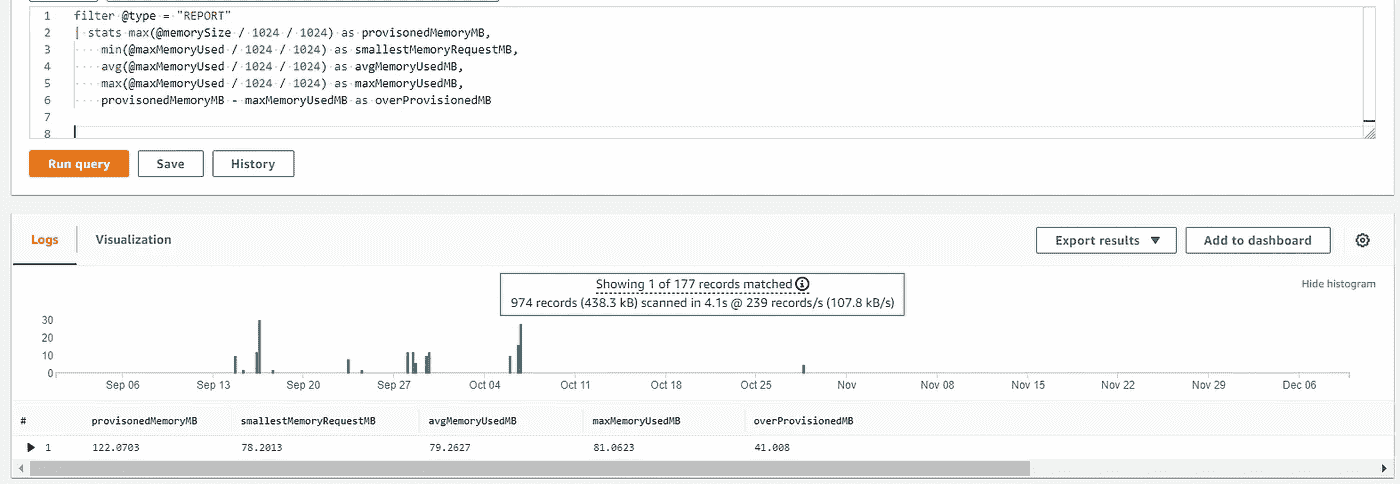 1 filter @type = "REPORT"
2 | stats max(@memorySize / 1024 / 1024) as provisonedMemoryMB,
3 min(@maxMemoryUsed / 1024 / 1024) as smallestMemoryRequestMB,
4 avg(@maxMemoryUsed / 1024 / 1024) as avgMemoryUsedMB,
5 max(@maxMemoryUsed / 1024 / 1024) as maxMemoryUsedMB,
6 provisonedMemoryMB - maxMemoryUsedMB as overProvisionedMB
7
8
Run query Save History
Logs Visualization Export results Add to dashboard
Showing 1 of 177 records matched
974 records (438.3 kB) scanned in 4.1s @ 239 records/s (107.8 kB/s)
Hide histogram
30
20
10
0
Sep 06 Sep 13 Sep 20 Sep 27 Oct 04 Oct 11 Oct 18 Oct 25 Nov Nov 08 Nov 15 Nov 22 Nov 29 Dec 06
# provisonedMemoryMB smallestMemoryRequestMB avgMemoryUsedMB maxMemoryUsedMB overProvisionedMB
1 122.0703 78.2013 79.2627 81.0623 41.008